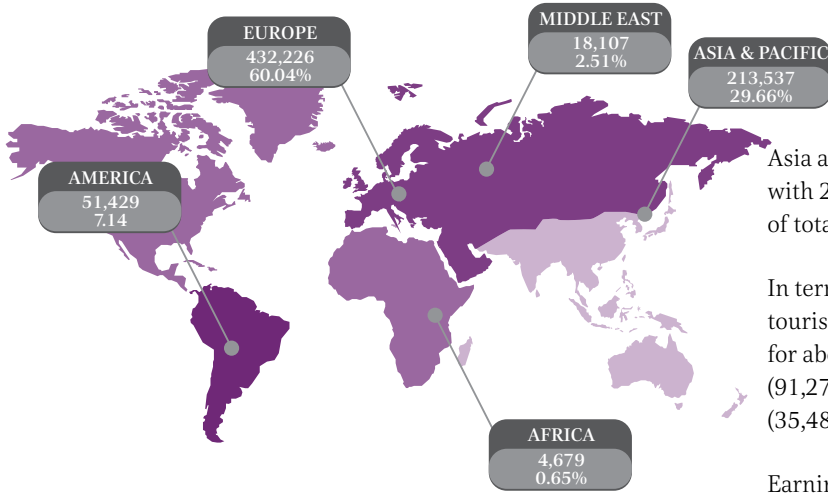 EUROPE
432,226
60.04%
MIDDLE EAST
18,107
2.51%
ASIA & PACIFIC
213,537
29.66%
AMERICA
51,429
7.14
AFRICA
4,679
0.65%
Asia a
with 2
of tota
In terr
touris
for abo
(91,27
(35,48
Earnin